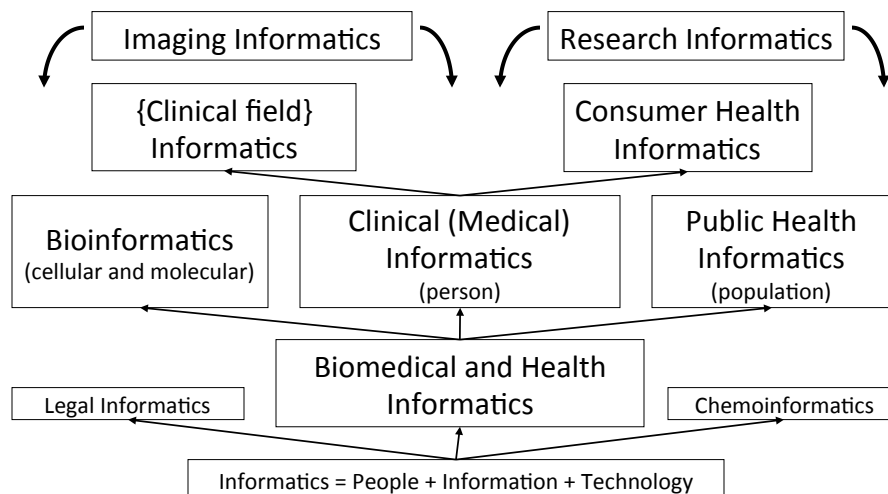 Imaging Informatics
Research Informatics
{Clinical field}
Informatics
Consumer Health
Informatics
Bioinformatics
(cellular and molecular)
Clinical (Medical)
Informatics
(person)
Public Health
Informatics
(population)
Biomedical and Health
Informatics
Legal Informatics
Chemoinformatics
Informatics = People + Information + Technology